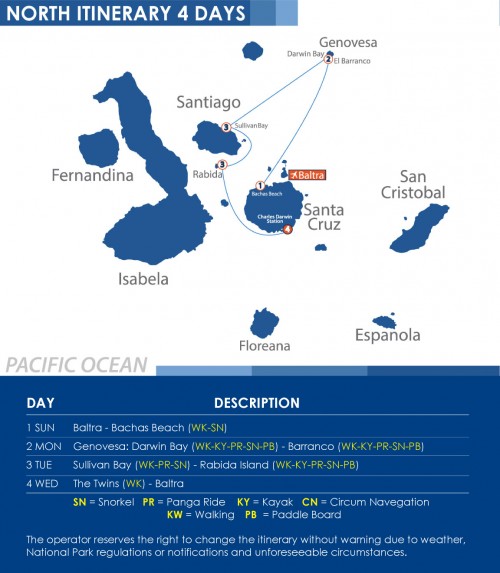 NORTH ITINERARY 4 DAYS
Genovesa
Darwin Bay
2
El Barranco
Santiago
3
SullivanBay
Fernandina
Rabida
3
Baltra
1
Bachas Beach
San
Cristobal
Santa
Cruz
Charles Darwin
Station
4
Isabela
Floreana
Espanola
PACIFIC OCEAN
DAY DESCRIPTION
1 SUN Baltra - Bachas Beach (WK-SN)
2 MON Genovesa: Darwin Bay (WK-KY-PR-SN-PB) - Barranco (WK-KY-PR-SN-PB)
3 TUE Sullivan Bay (WK-PR-SN) - Rabida Island (WK-KY-PR-SN-PB)
4 WED The Twins (WK) - Baltra
SN = Snorkel PR = Panga Ride KY = Kayak CN = Circum Navegation
KW = Walking PB = Paddle Board
The operator reserves the right to change the itinerary without warning due to weather,
National Park regulations or notifications and unforeseeable circumstances.